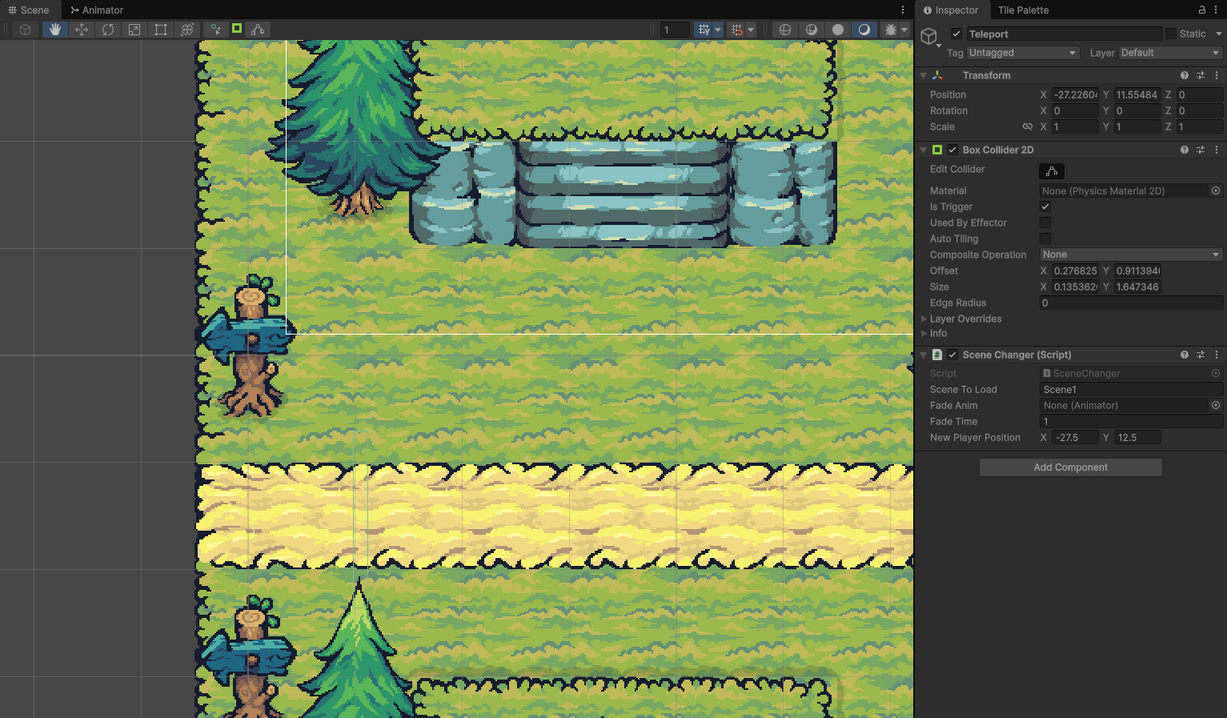 Scene Animator
1
Inspector Tile Palette
Teleport Static
Tag Untagged Layer Default
Transform
Position X -27.2260 Y 11.55484 Z 0
Rotation X 0 Y 0 Z 0
Scale X 1 Y 1 Z 1
Box Collider 2D
Edit Collider
Material None (Physics Material 2D)
Is Trigger
Used By Effector
Auto Tiling
Composite Operation None
Offset X 0.276825 Y 0.911394
Size X 0.135362 Y 1.647346
Edge Radius 0
Layer Overrides
Info
# Scene Changer (Script)
Script SceneChanger
Scene To Load Scene1
Fade Anim None (Animator)
Fade Time 1
New Player Position X -27.5 Y 12.5
Add Component